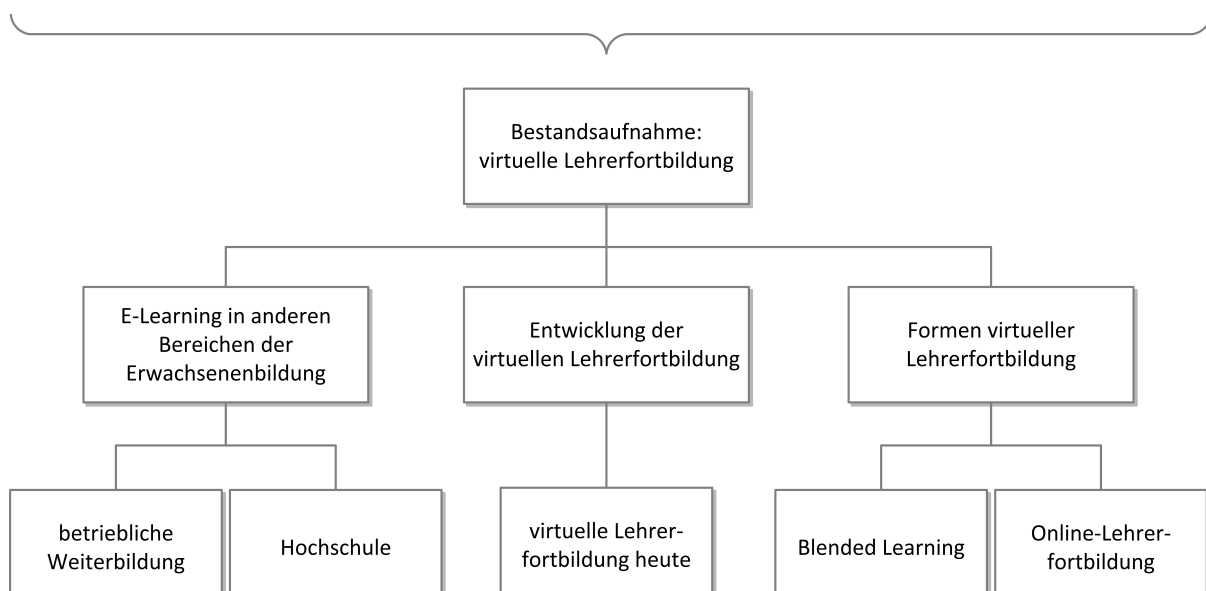 Bestandsaufnahme:
virtuelle Lehrerfortbildung
E-Learning in anderen
Bereichen der
Erwachsenenbildung
Entwicklung der
virtuellen Lehrerfortbildung
Formen virtueller
Lehrerfortbildung
betriebliche
Weiterbildung
Hochschule
virtuelle Lehrer-
fortbildung heute
Blended Learning
Online-Lehrer-
fortbildung